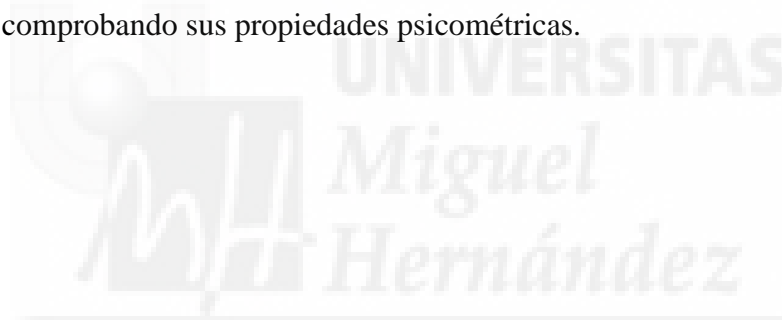 comprobando sus propiedades psicométricas.
UNIVERSITAS
Miguel
Hernández